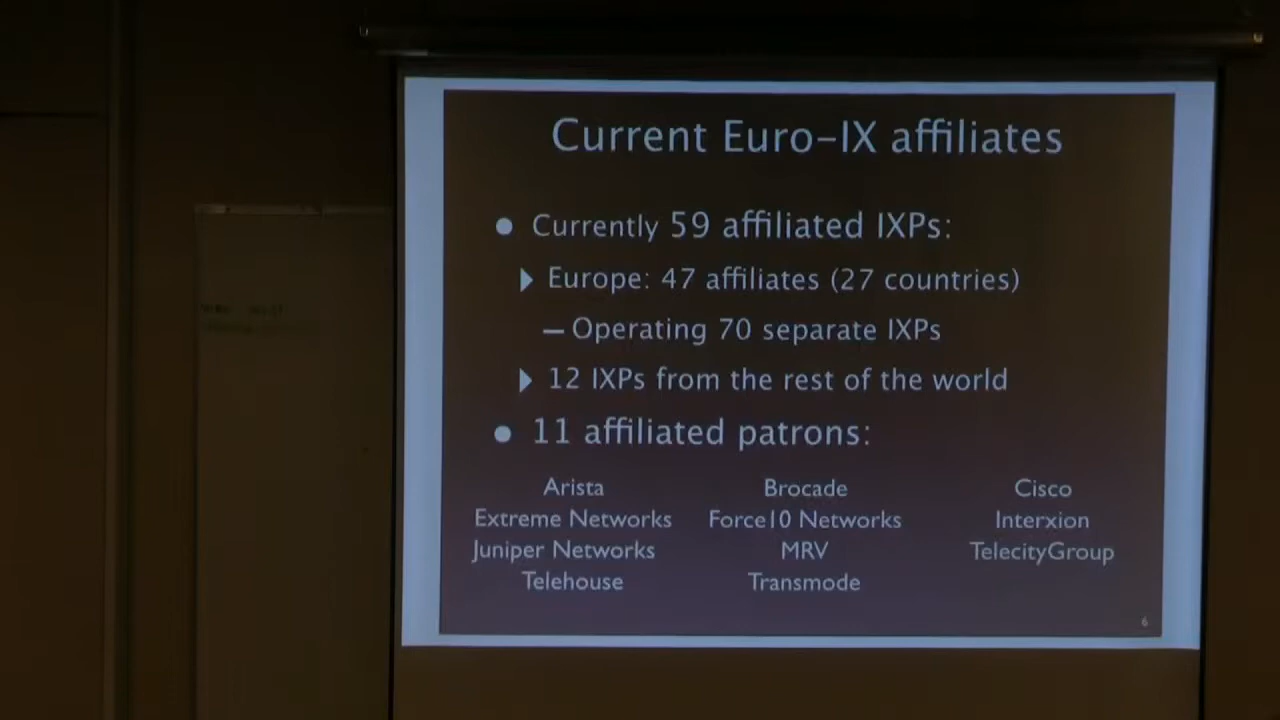 Current Euro-IX affiliates
● Currently 59 affiliated IXPs:
▶ Europe: 47 affiliates (27 countries)
– Operating 70 separate IXPs
▶ 12 IXPs from the rest of the world
● 11 affiliated patrons:
Arista Brocade Cisco
Extreme Networks Force10 Networks Interxion
Juniper Networks MRV TelecityGroup
Telehouse Transmode
6